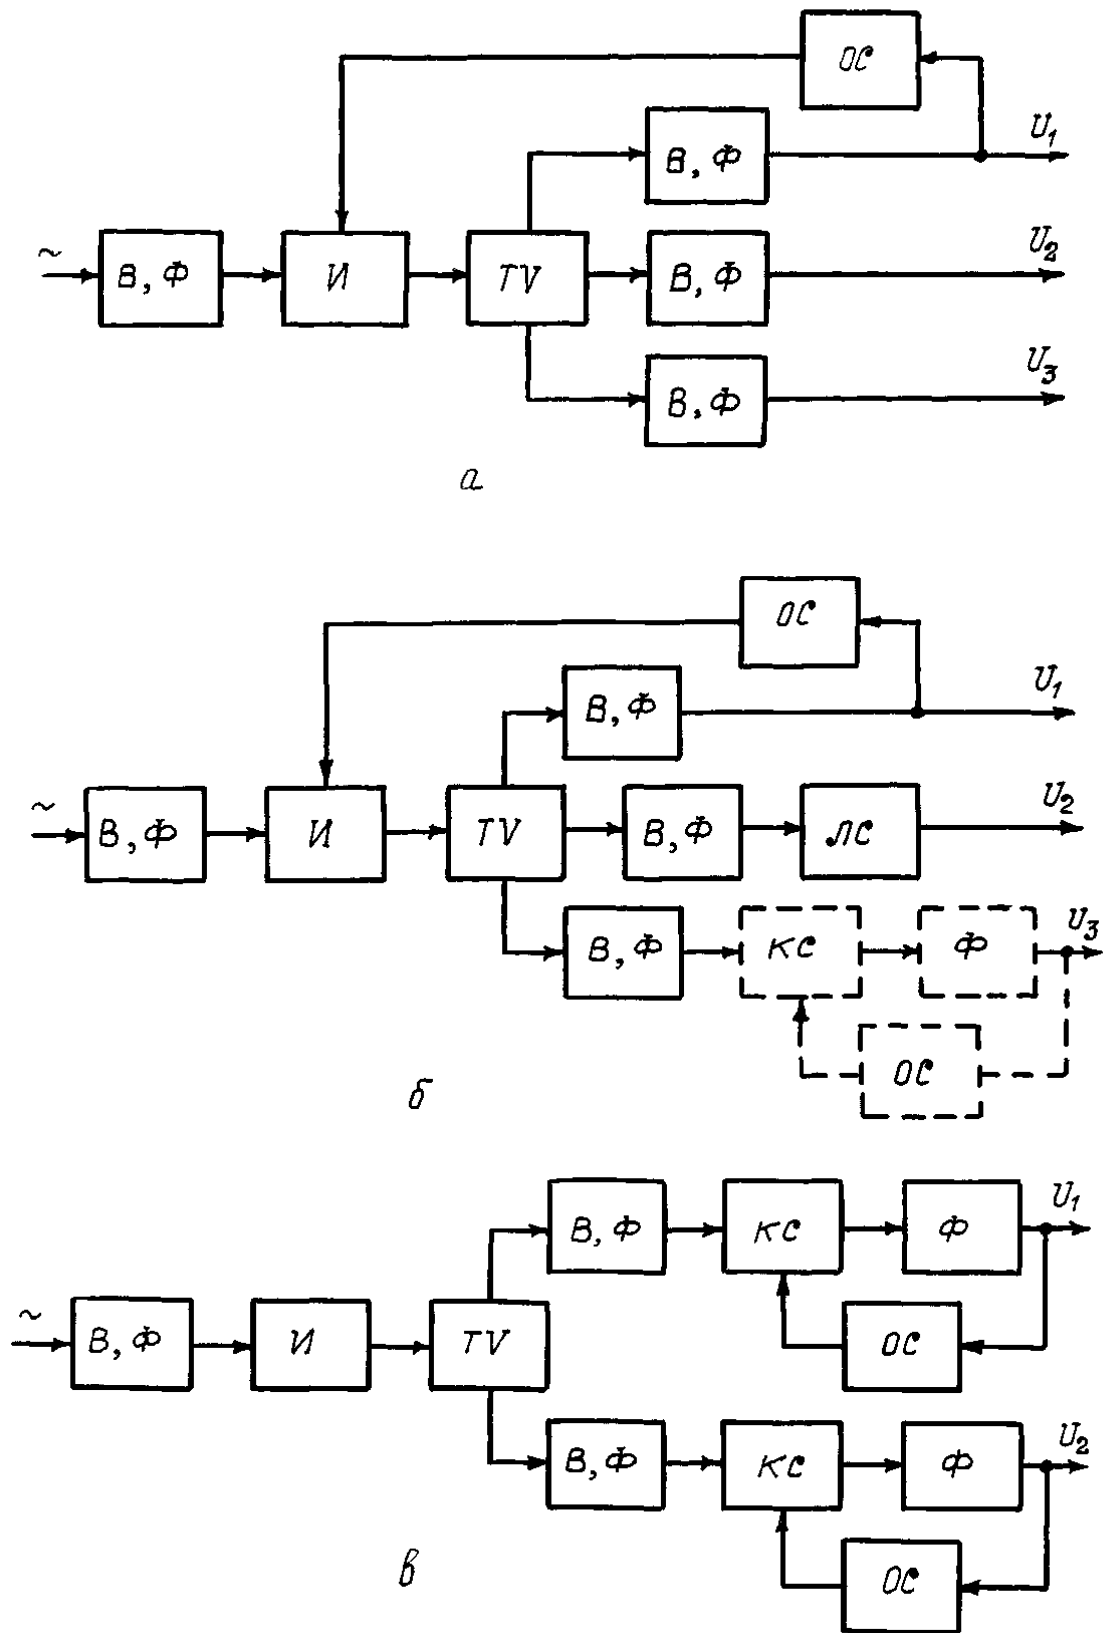 ОС
U₁
В, Ф
~
В, Ф
И
TV
В, Ф
U₂
В, Ф
U₃
а
ОС
U₁
В, Ф
~
В, Ф
И
TV
В, Ф
ЛС
U₂
В, Ф
КС
Ф
U₃
ОС
б
В, Ф
КС
Ф
U₁
~
В, Ф
И
TV
ОС
В, Ф
КС
Ф
U₂
ОС
в